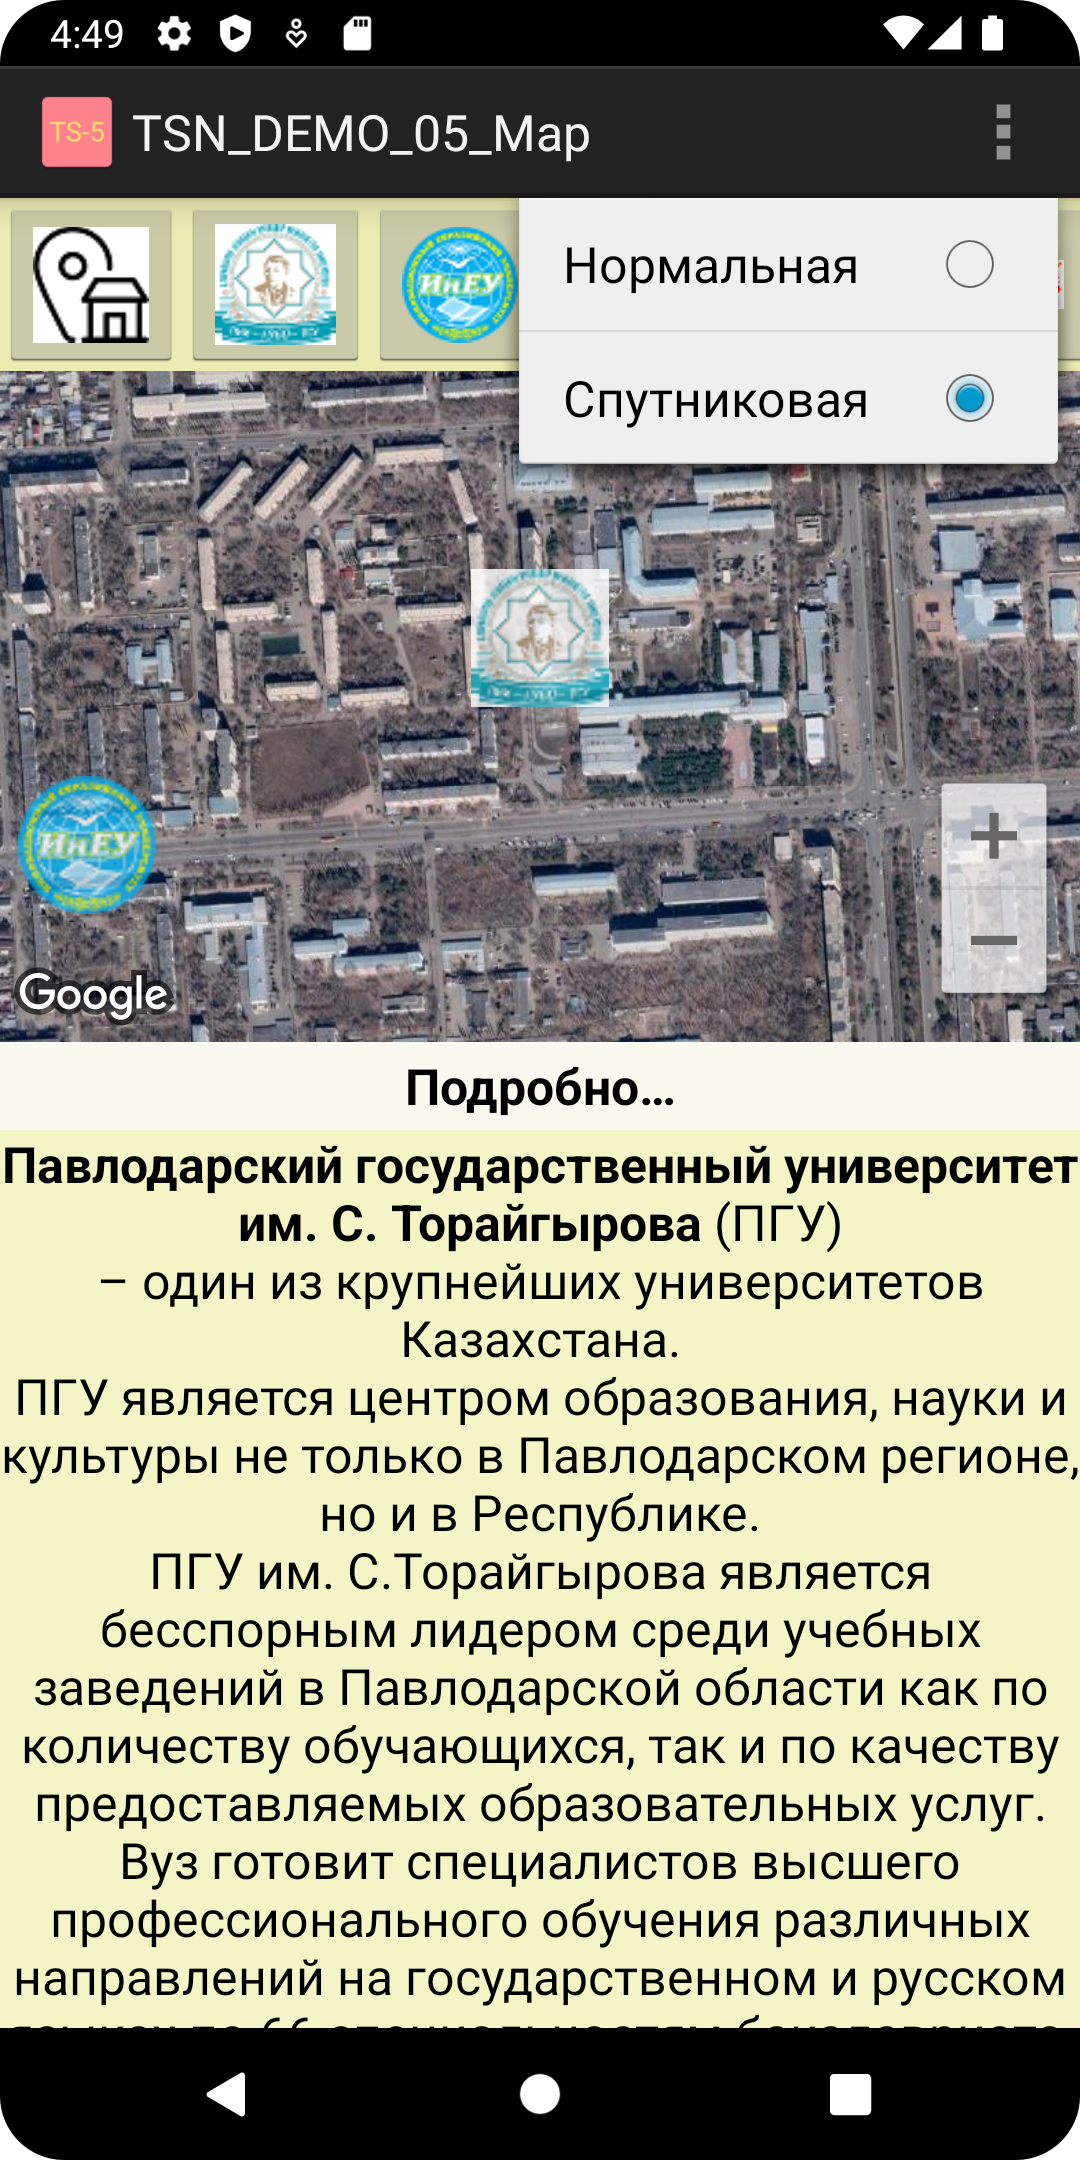 4:49
TS-5
TSN_DEMO_05_Map
ИнЕУ
Нормальная
Спутниковая
ИнЕУ
Google
Подробно…
Павлодарский государственный университет
им. С. Торайгырова (ПГУ)
– один из крупнейших университетов
Казахстана.
ПГУ является центром образования, науки и
культуры не только в Павлодарском регионе,
но и в Республике.
ПГУ им. С.Торайгырова является
бесспорным лидером среди учебных
заведений в Павлодарской области как по
количеству обучающихся, так и по качеству
предоставляемых образовательных услуг.
Вуз готовит специалистов высшего
профессионального обучения различных
направлений на государственном и русском